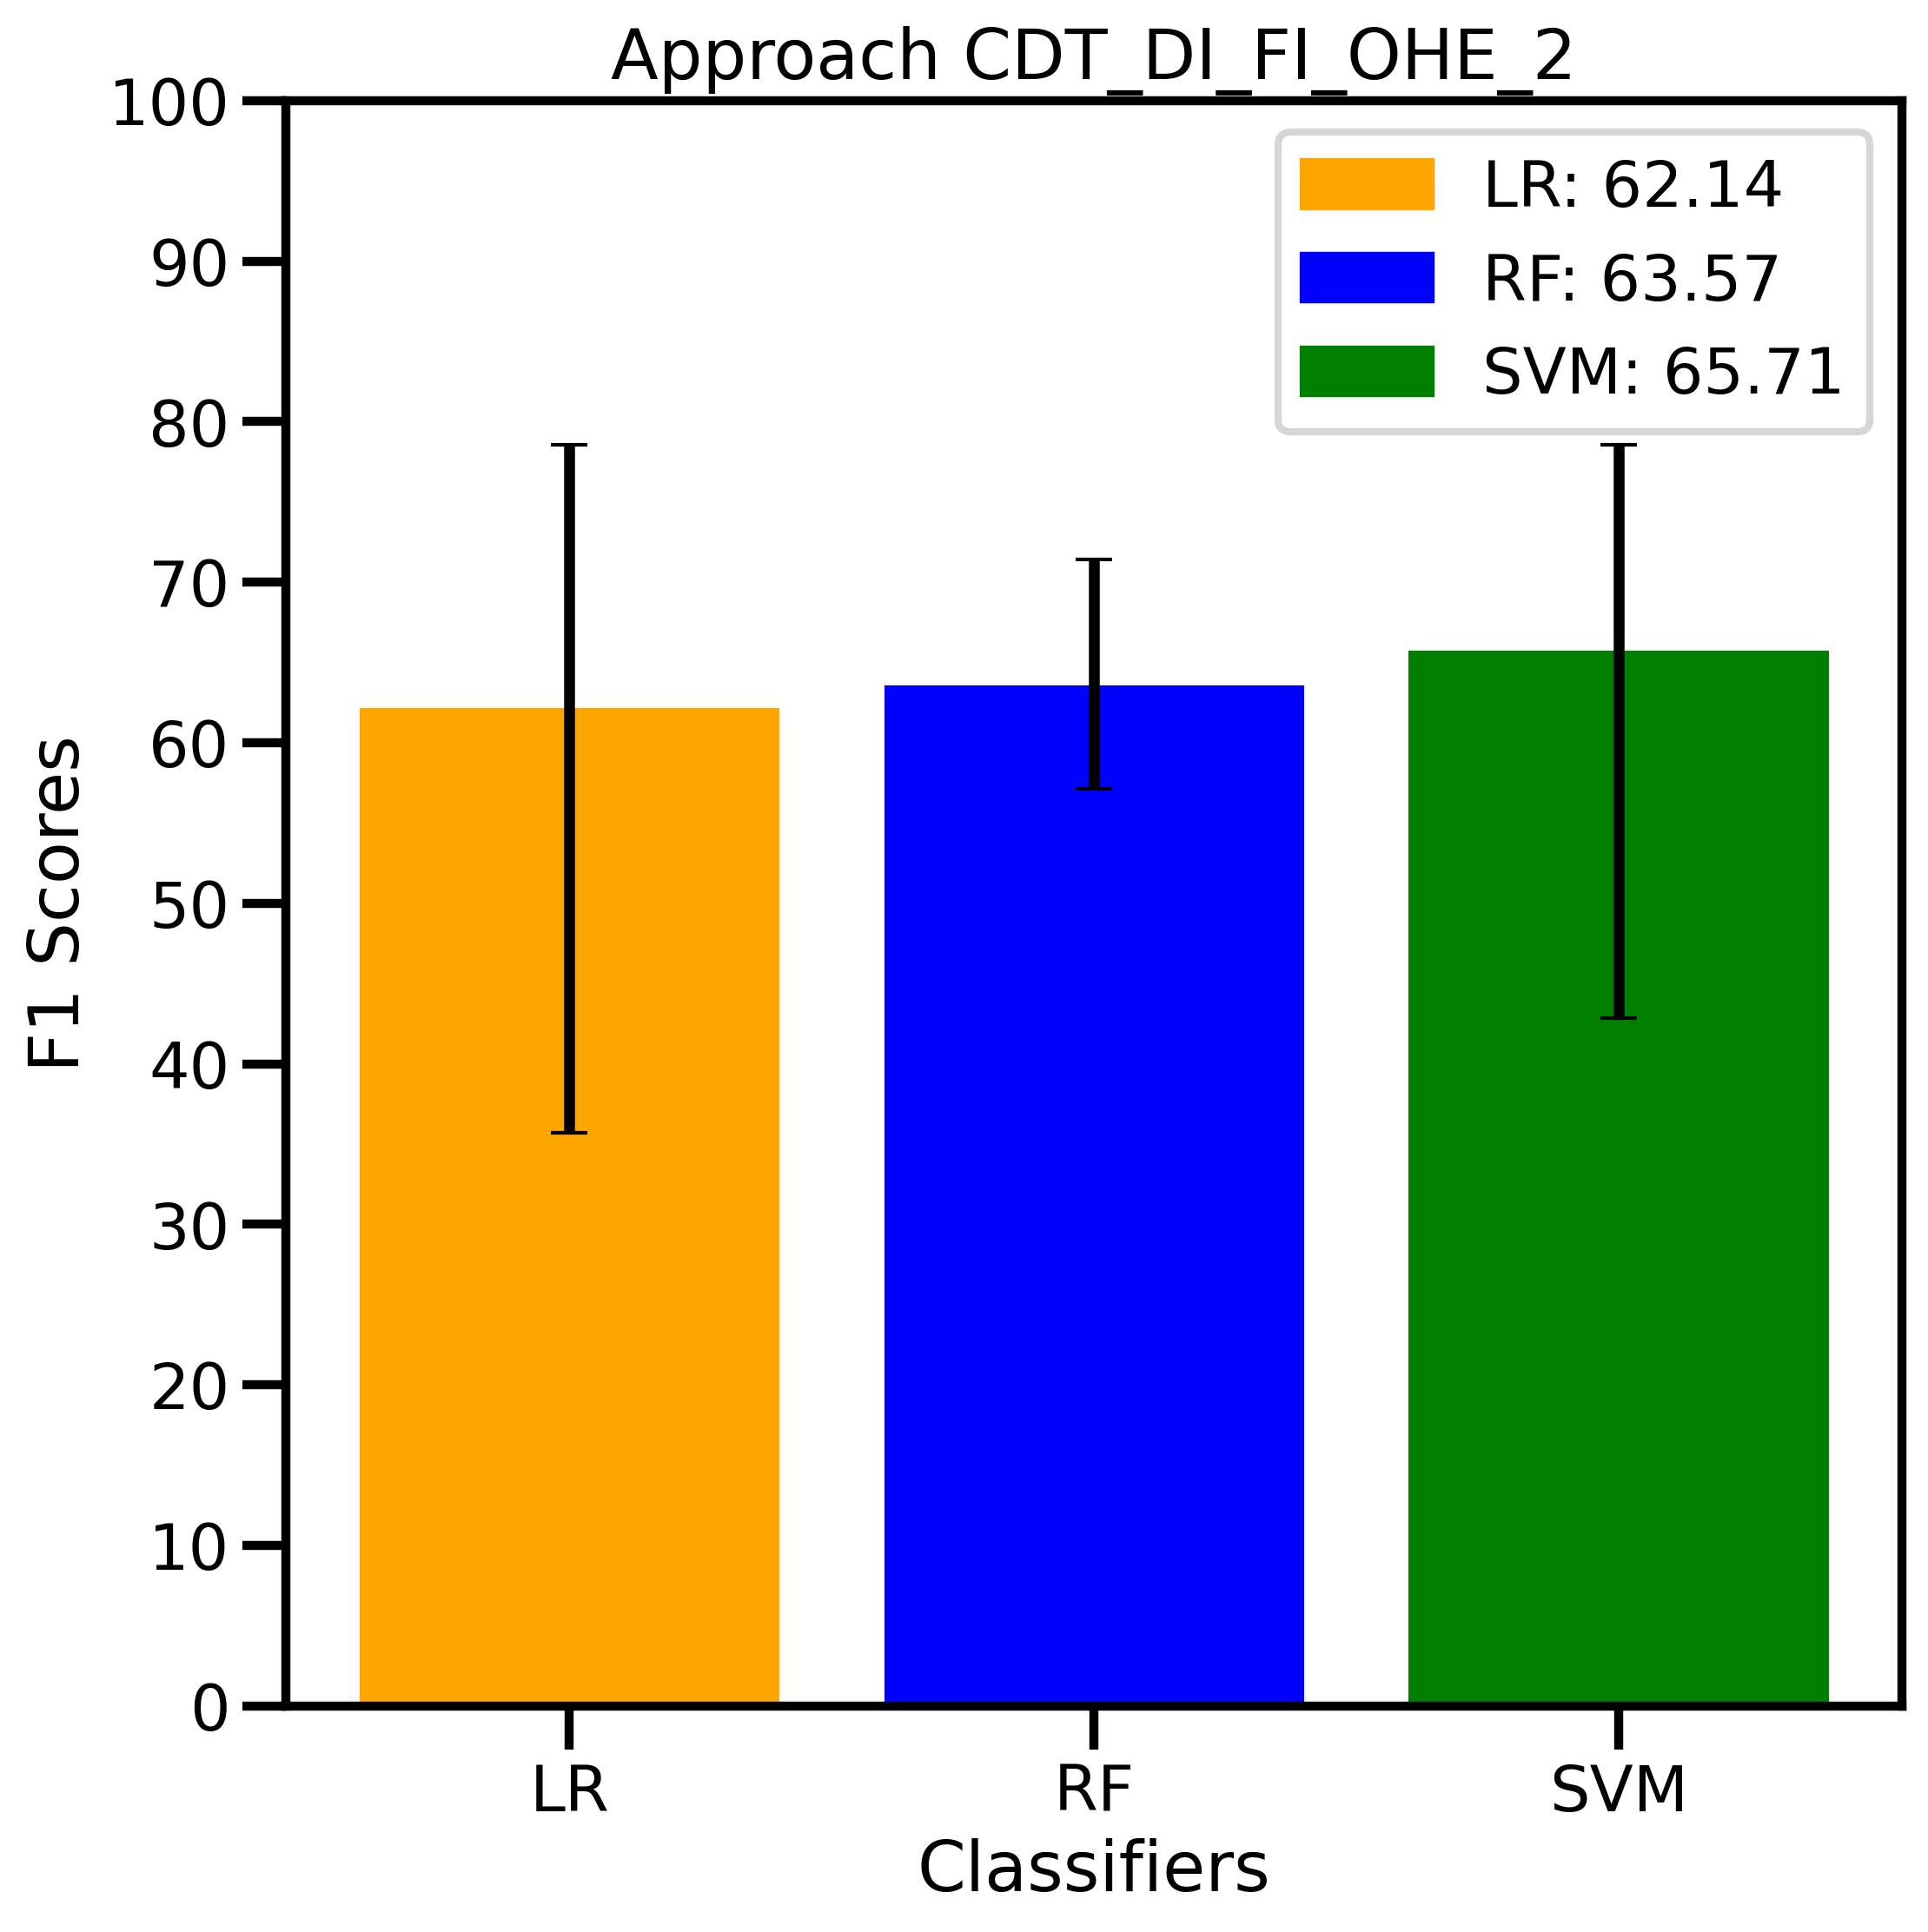 Approach CDT_DI_FI_OHE_2
100
90
80
70
60
50
40
30
20
10
0
F1 Scores
LR: 62.14
RF: 63.57
SVM: 65.71
LR RF SVM
Classifiers